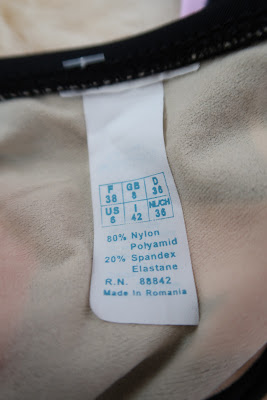 F GB D
38 8 36
US I NL/CH
6 42 36
80% Nylon
Polyamid
20% Spandex
Elastane
R.N. 88842
Made In Romania